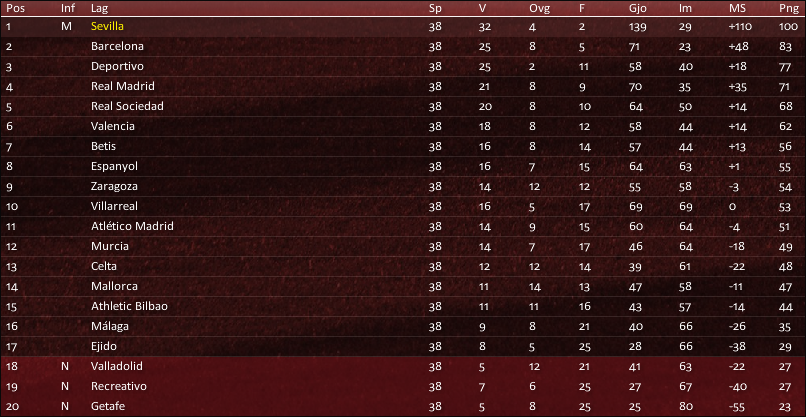 Pos Inf Lag Sp V Ovg F Gjo Im MS Png
1 M Sevilla 38 32 4 2 139 29 +110 100
2 Barcelona 38 25 8 5 71 23 +48 83
3 Deportivo 38 25 2 11 58 40 +18 77
4 Real Madrid 38 21 8 9 70 35 +35 71
5 Real Sociedad 38 20 8 10 64 50 +14 68
6 Valencia 38 18 8 12 58 44 +14 62
7 Betis 38 16 8 14 57 44 +13 56
8 Espanyol 38 16 7 15 64 63 +1 55
9 Zaragoza 38 14 12 12 55 58 -3 54
10 Villarreal 38 16 5 17 69 69 0 53
11 Atlético Madrid 38 14 9 15 60 64 -4 51
12 Murcia 38 14 7 17 46 64 -18 49
13 Celta 38 12 12 14 39 61 -22 48
14 Mallorca 38 11 14 13 47 58 -11 47
15 Athletic Bilbao 38 11 11 16 43 57 -14 44
16 Málaga 38 9 8 21 40 66 -26 35
17 Ejido 38 8 5 25 28 66 -38 29
18 N Valladolid 38 5 12 21 41 63 -22 27
19 N Recreativo 38 7 6 25 27 67 -40 27
20 N Getafe 38 5 8 25 25 80 -55 23